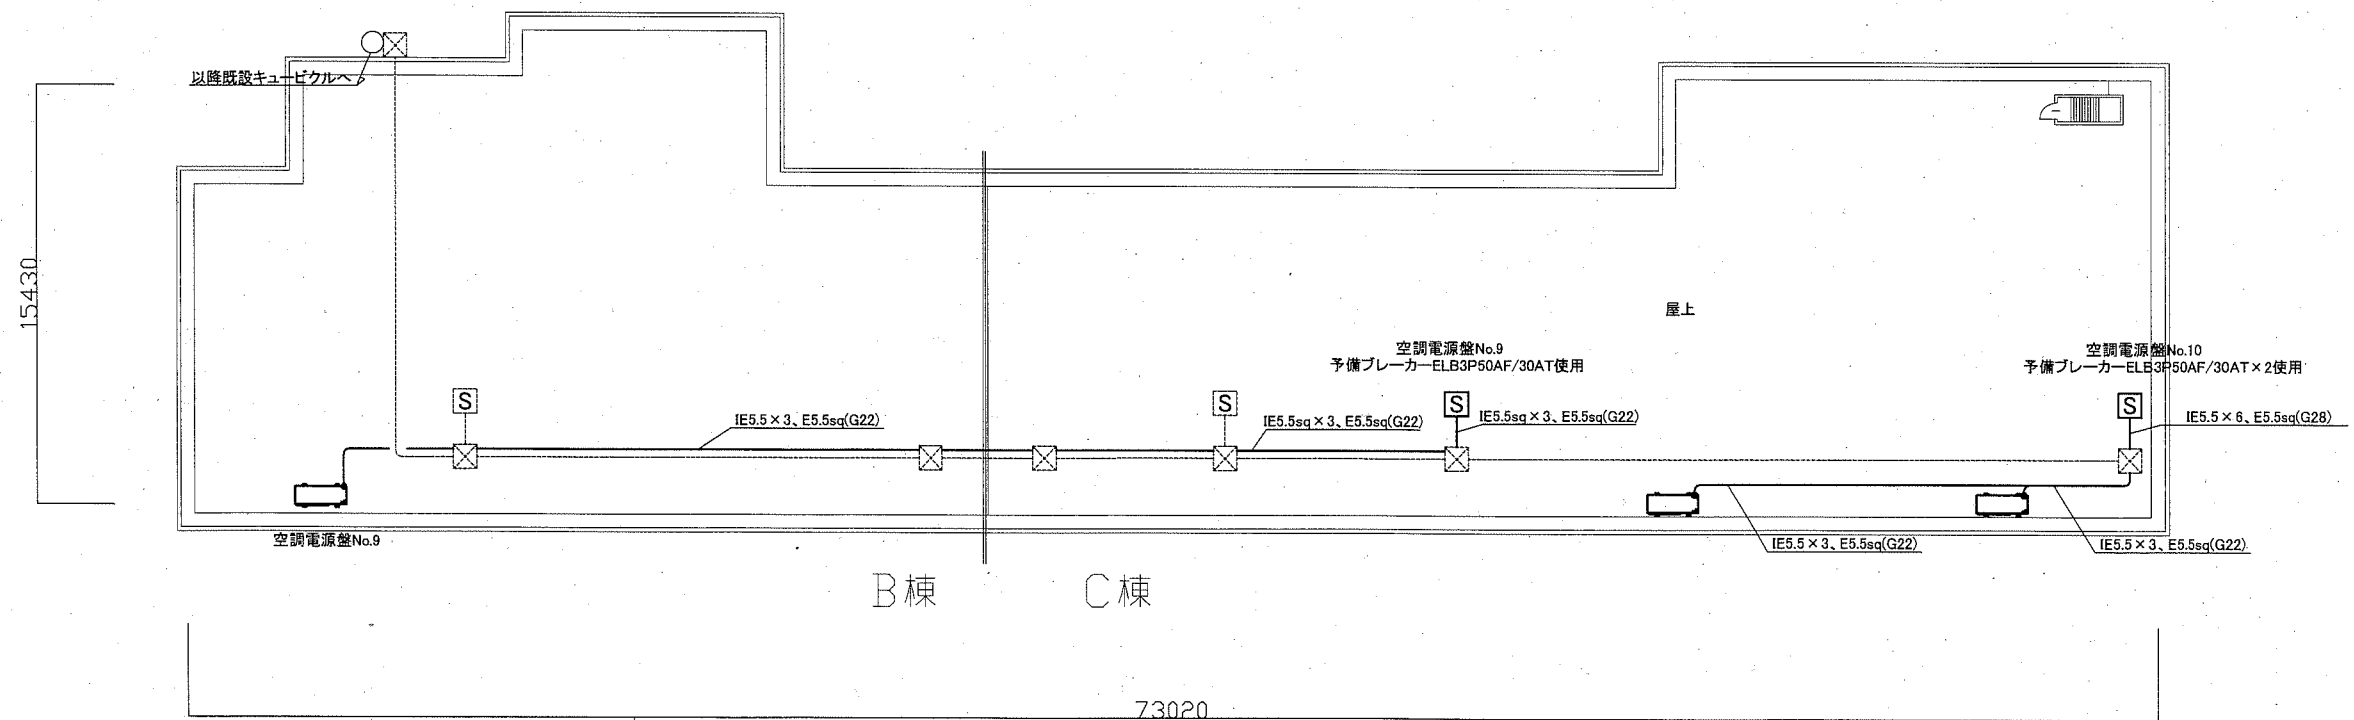 以降既設キュービクルへ
15430
屋上
空調電源盤No.9
予備ブレーカーELB3P50AF/30AT使用
空調電源盤No.10
予備ブレーカーELB3P50AF/30AT×2使用
S
S
S
S
IE5.5×3、E5.5sq(G22)
IE5.5sq×3、E5.5sq(G22)
IE5.5sq×3、E5.5sq(G22)
IE5.5×6、E5.5sq(G28)
空調電源盤No.9
IE5.5×3、E5.5sq(G22)
IE5.5×3、E5.5sq(G22)
B棟
C棟
73020